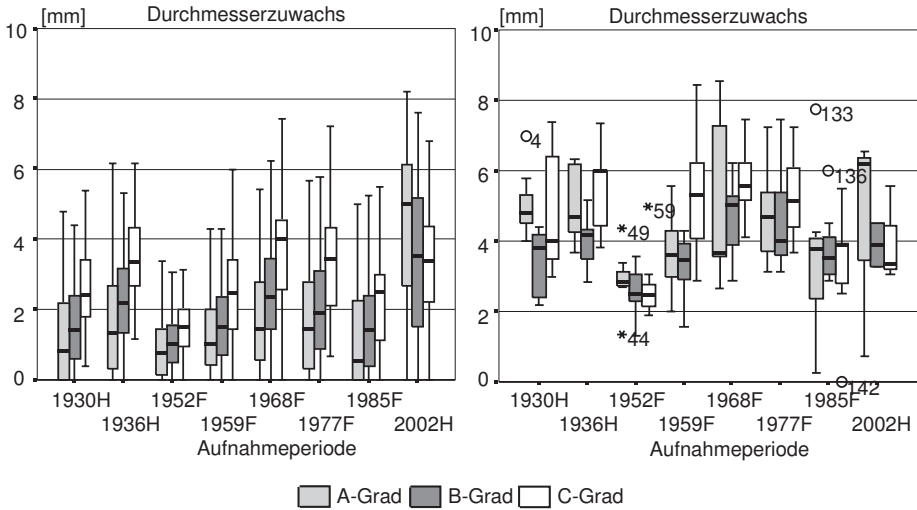 [mm] Durchmesserzuwachs
10
8
6
4
2
0
1930H 1952F 1968F 1985F
1936H 1959F 1977F 2002H
Aufnahmeperiode
[mm] Durchmesserzuwachs
10
8
6
4
2
0
4
*49
*44
*59
133
136
142
1930H 1952F 1968F 1985F
1936H 1959F 1977F 2002H
Aufnahmeperiode
A-Grad B-Grad C-Grad